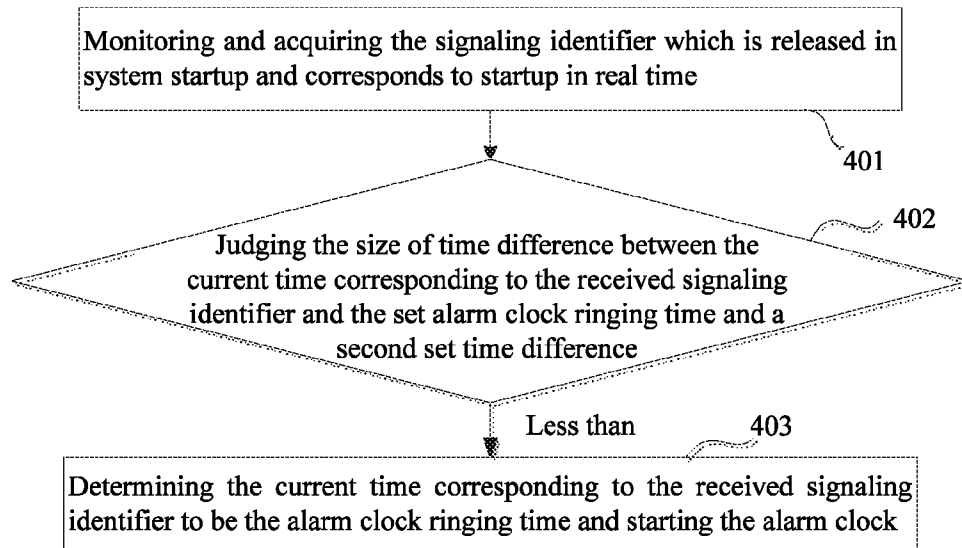 Monitoring and acquiring the signaling identifier which is released in
system startup and corresponds to startup in real time
401
402
Judging the size of time difference between the
current time corresponding to the received signaling
identifier and the set alarm clock ringing time and a
second set time difference
Less than
403
Determining the current time corresponding to the received signaling
identifier to be the alarm clock ringing time and starting the alarm clock